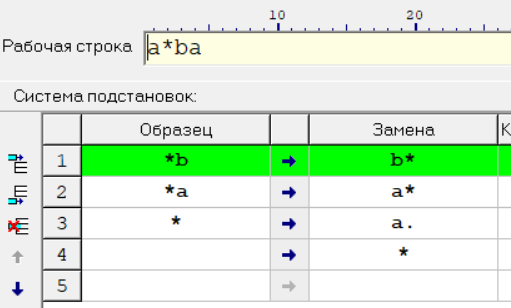 10 20
Рабочая строка a*ba
Система подстановок:
Образец Замена К
1 *b → b*
2 *a → a*
3 * → a.
4 → *
5 →